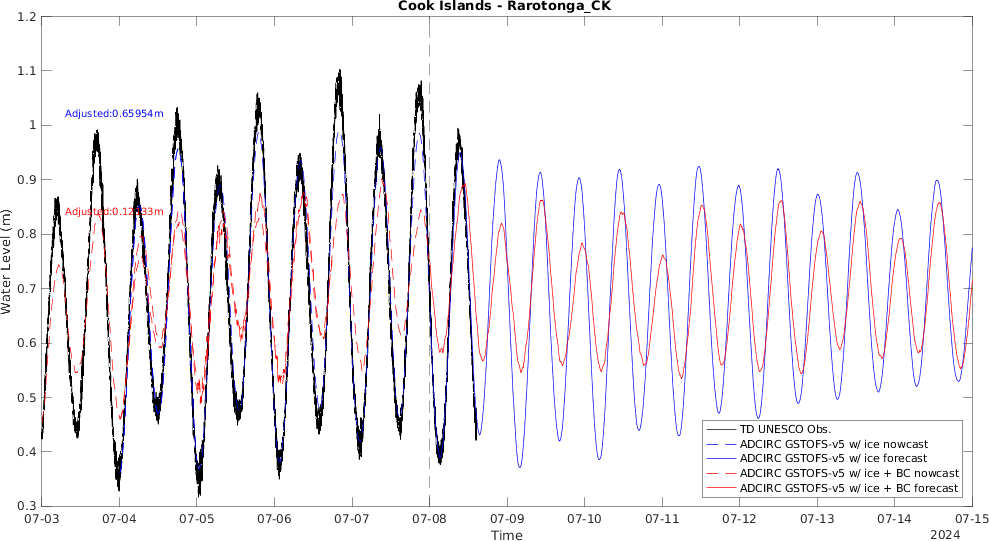 Cook Islands - Rarotonga_CK
1.2
1.1
1
0.9
0.8
0.7
0.6
0.5
0.4
0.3
Water Level (m)
Adjusted:0.65954m
TD UNESCO Obs.
ADCIRC GSTOFS-v5 w/ ice nowcast
ADCIRC GSTOFS-v5 w/ ice forecast
ADCIRC GSTOFS-v5 w/ ice + BC nowcast
ADCIRC GSTOFS-v5 w/ ice + BC forecast
07-03 07-04 07-05 07-06 07-07 07-08 07-09 07-10 07-11 07-12 07-13 07-14 07-15
Time
2024